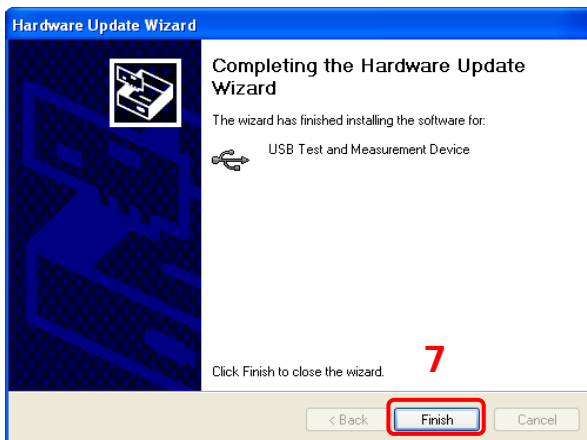 Hardware Update Wizard
Completing the Hardware Update
Wizard
The wizard has finished installing the software for:
USB Test and Measurement Device
7
Click Finish to close the wizard.
< Back Finish Cancel